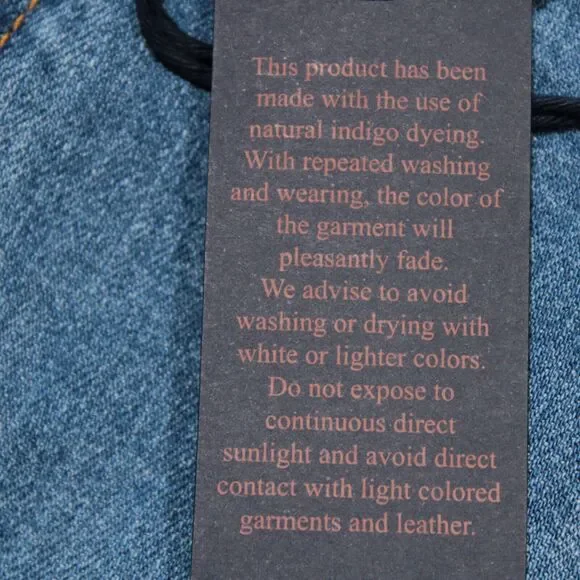 This product has been
made with the use of
natural indigo dyeing.
With repeated washing
and wearing, the color of
the garment will
pleasantly fade.
We advise to avoid
washing or drying with
white or lighter colors.
Do not expose to
continuous direct
sunlight and avoid direct
contact with light colored
garments and leather.